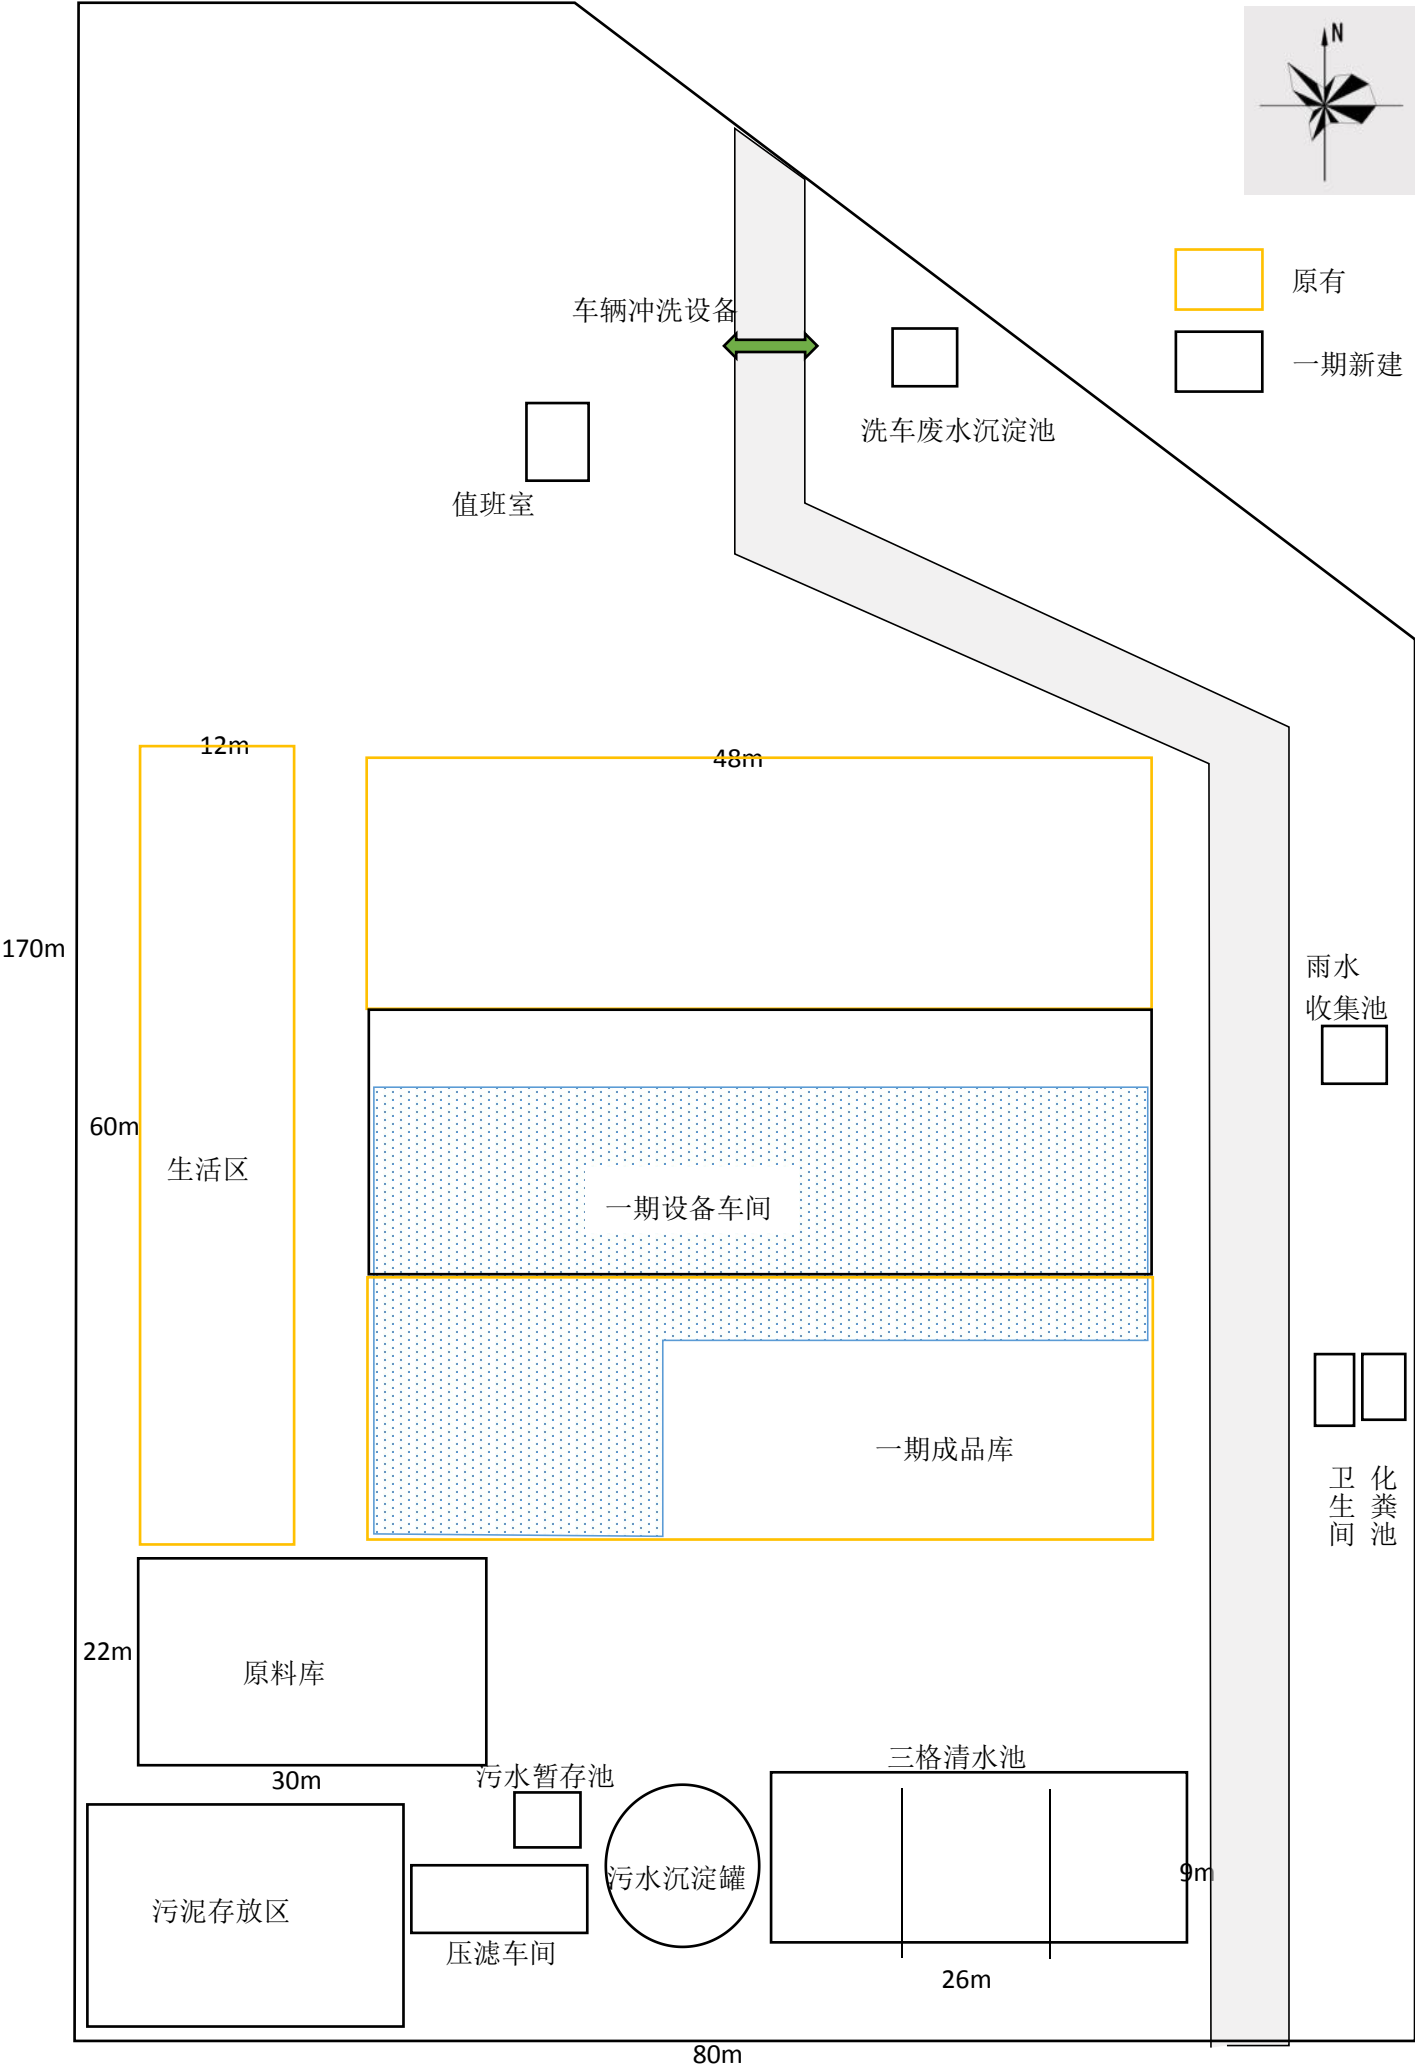 N
原有
车辆冲洗设备
一期新建
洗车废水沉淀池
值班室
12m
48m
170m
雨水
收集池
60m
生活区
一期设备车间
一期成品库
卫生间
化粪池
22m
原料库
三格清水池
30m
污水暂存池
9m
污水沉淀罐
污泥存放区
压滤车间
26m
80m